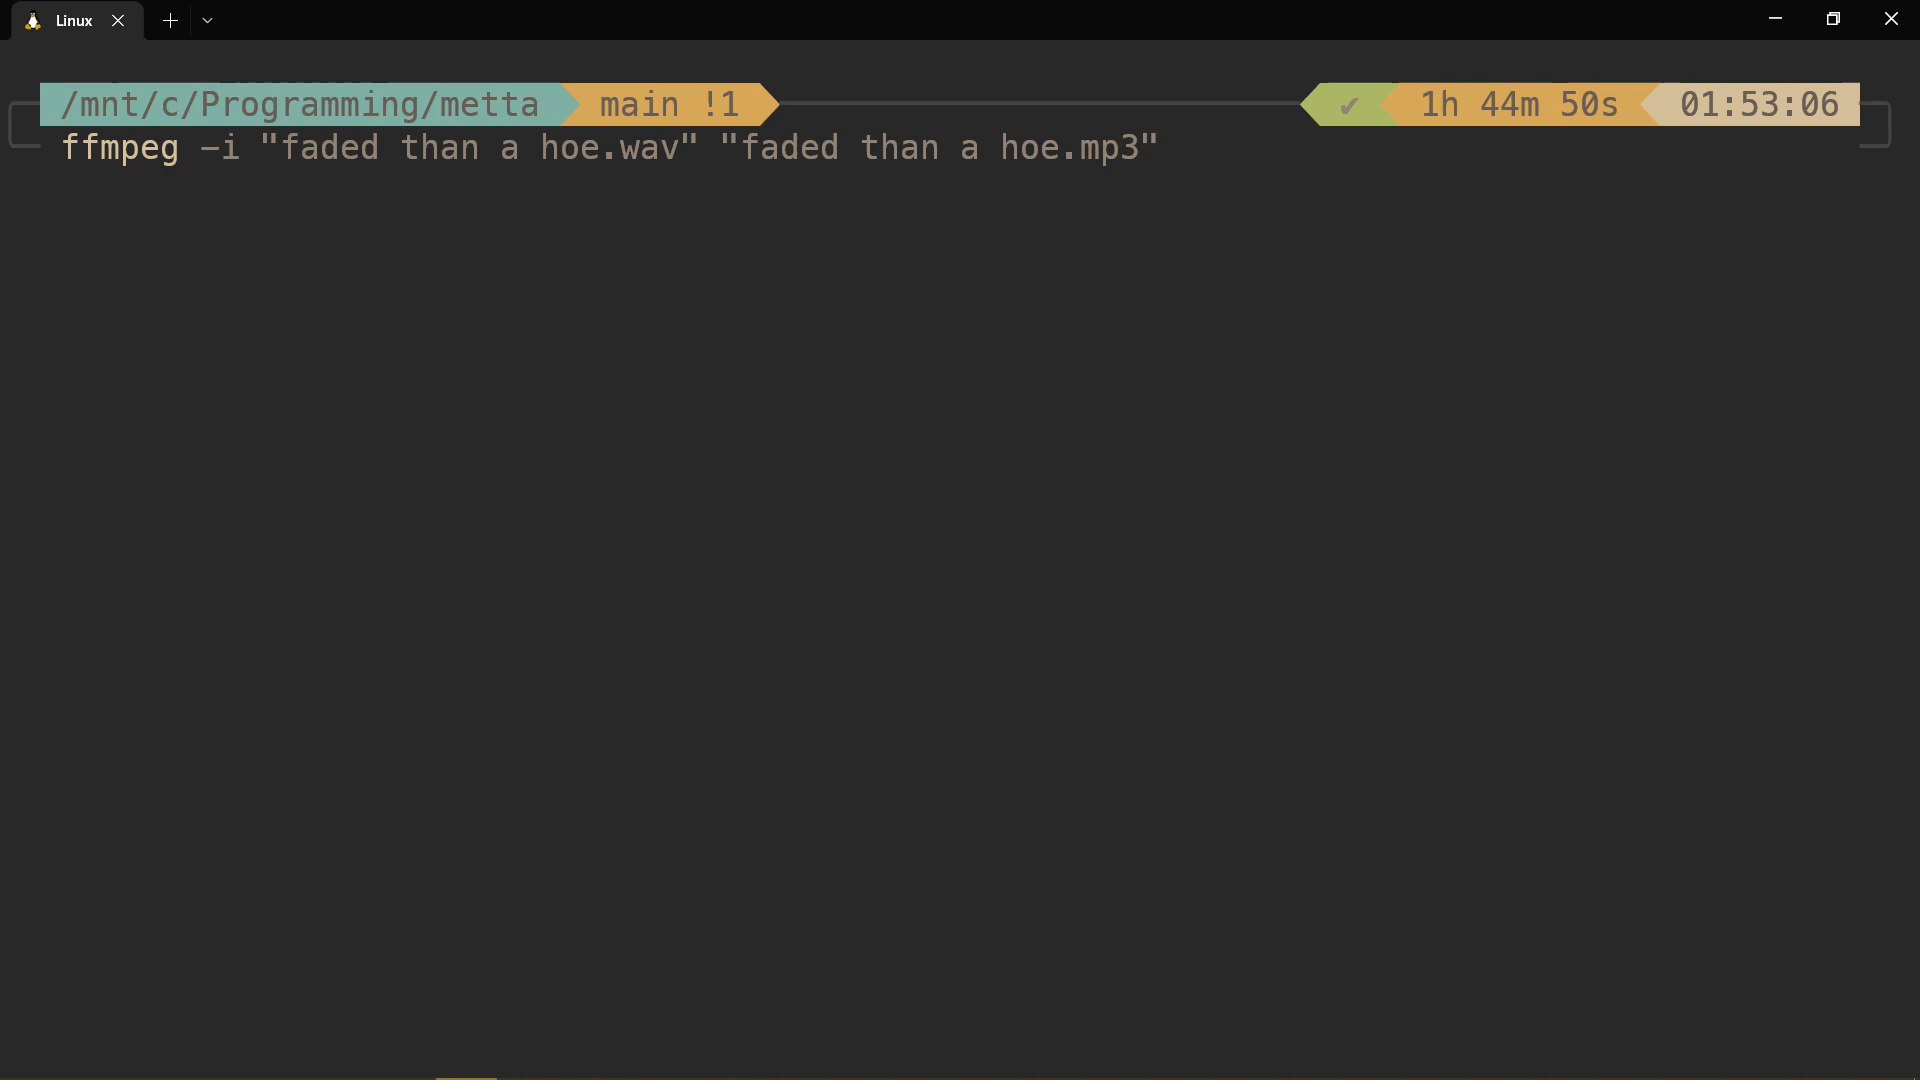 Linux
/mnt/c/Programming/metta main !1 ✔ 1h 44m 50s 01:53:06
ffmpeg -i "faded than a hoe.wav" "faded than a hoe.mp3"